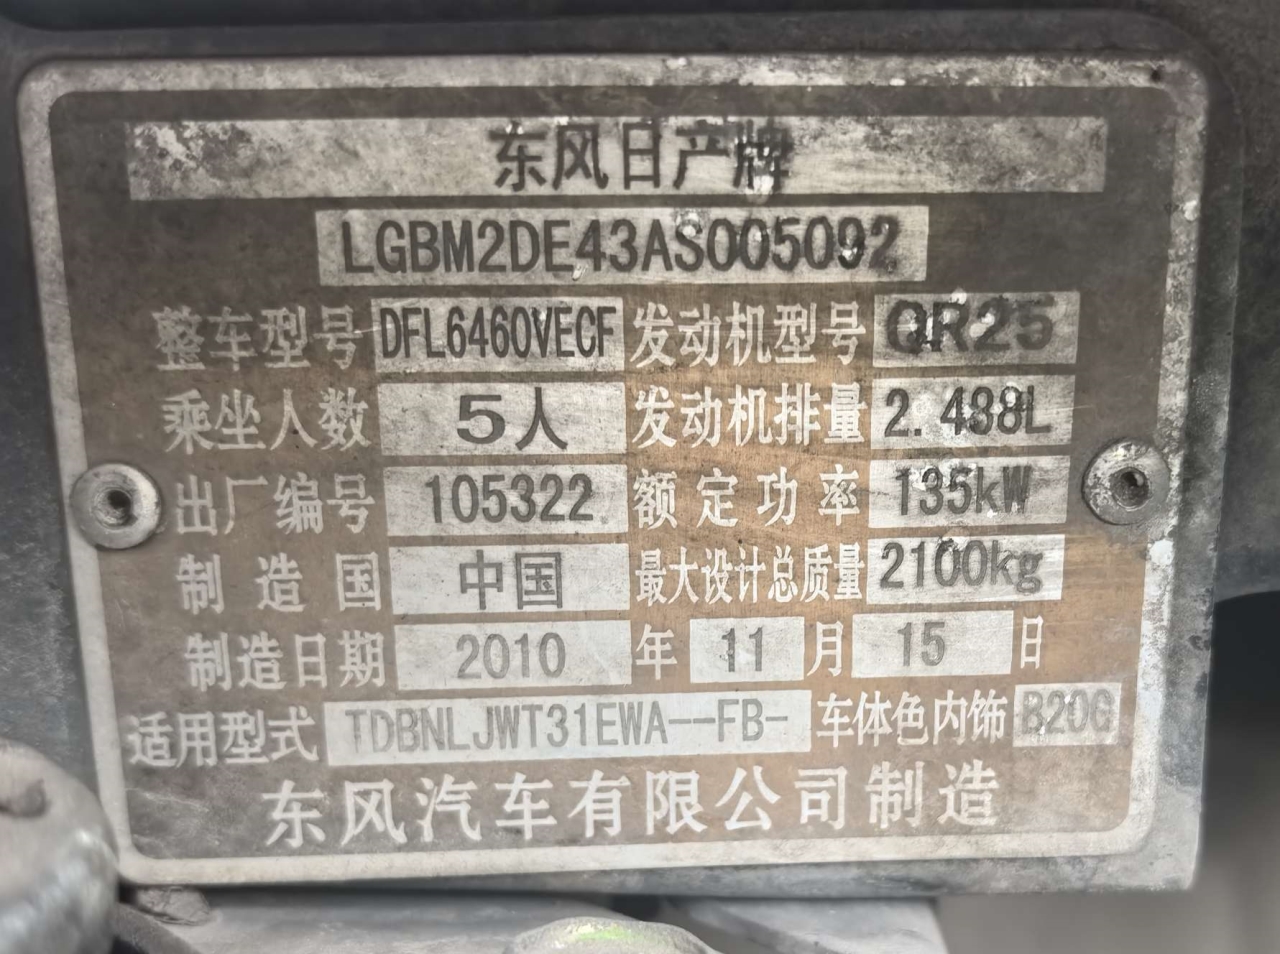 东风日产牌
LGBM2DE43AS005092
整车型号 DFL6460VECF 发动机型号 QR25
乘坐人数 5人 发动机排量 2.488L
出厂编号 105322 额定功率 135kW
制造国 中国 最大设计总质量 2100kg
制造日期 2010 年 11 月 15 日
适用型式 TDBNLJWT31EWA--FB- 车体色内饰 B20G
东风汽车有限公司制造